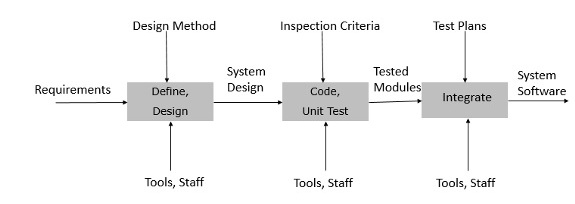 Design Method
Inspection Criteria
Test Plans
Requirements
Define,
Design
System
Design
Code,
Unit Test
Tested
Modules
Integrate
System
Software
Tools, Staff
Tools, Staff
Tools, Staff